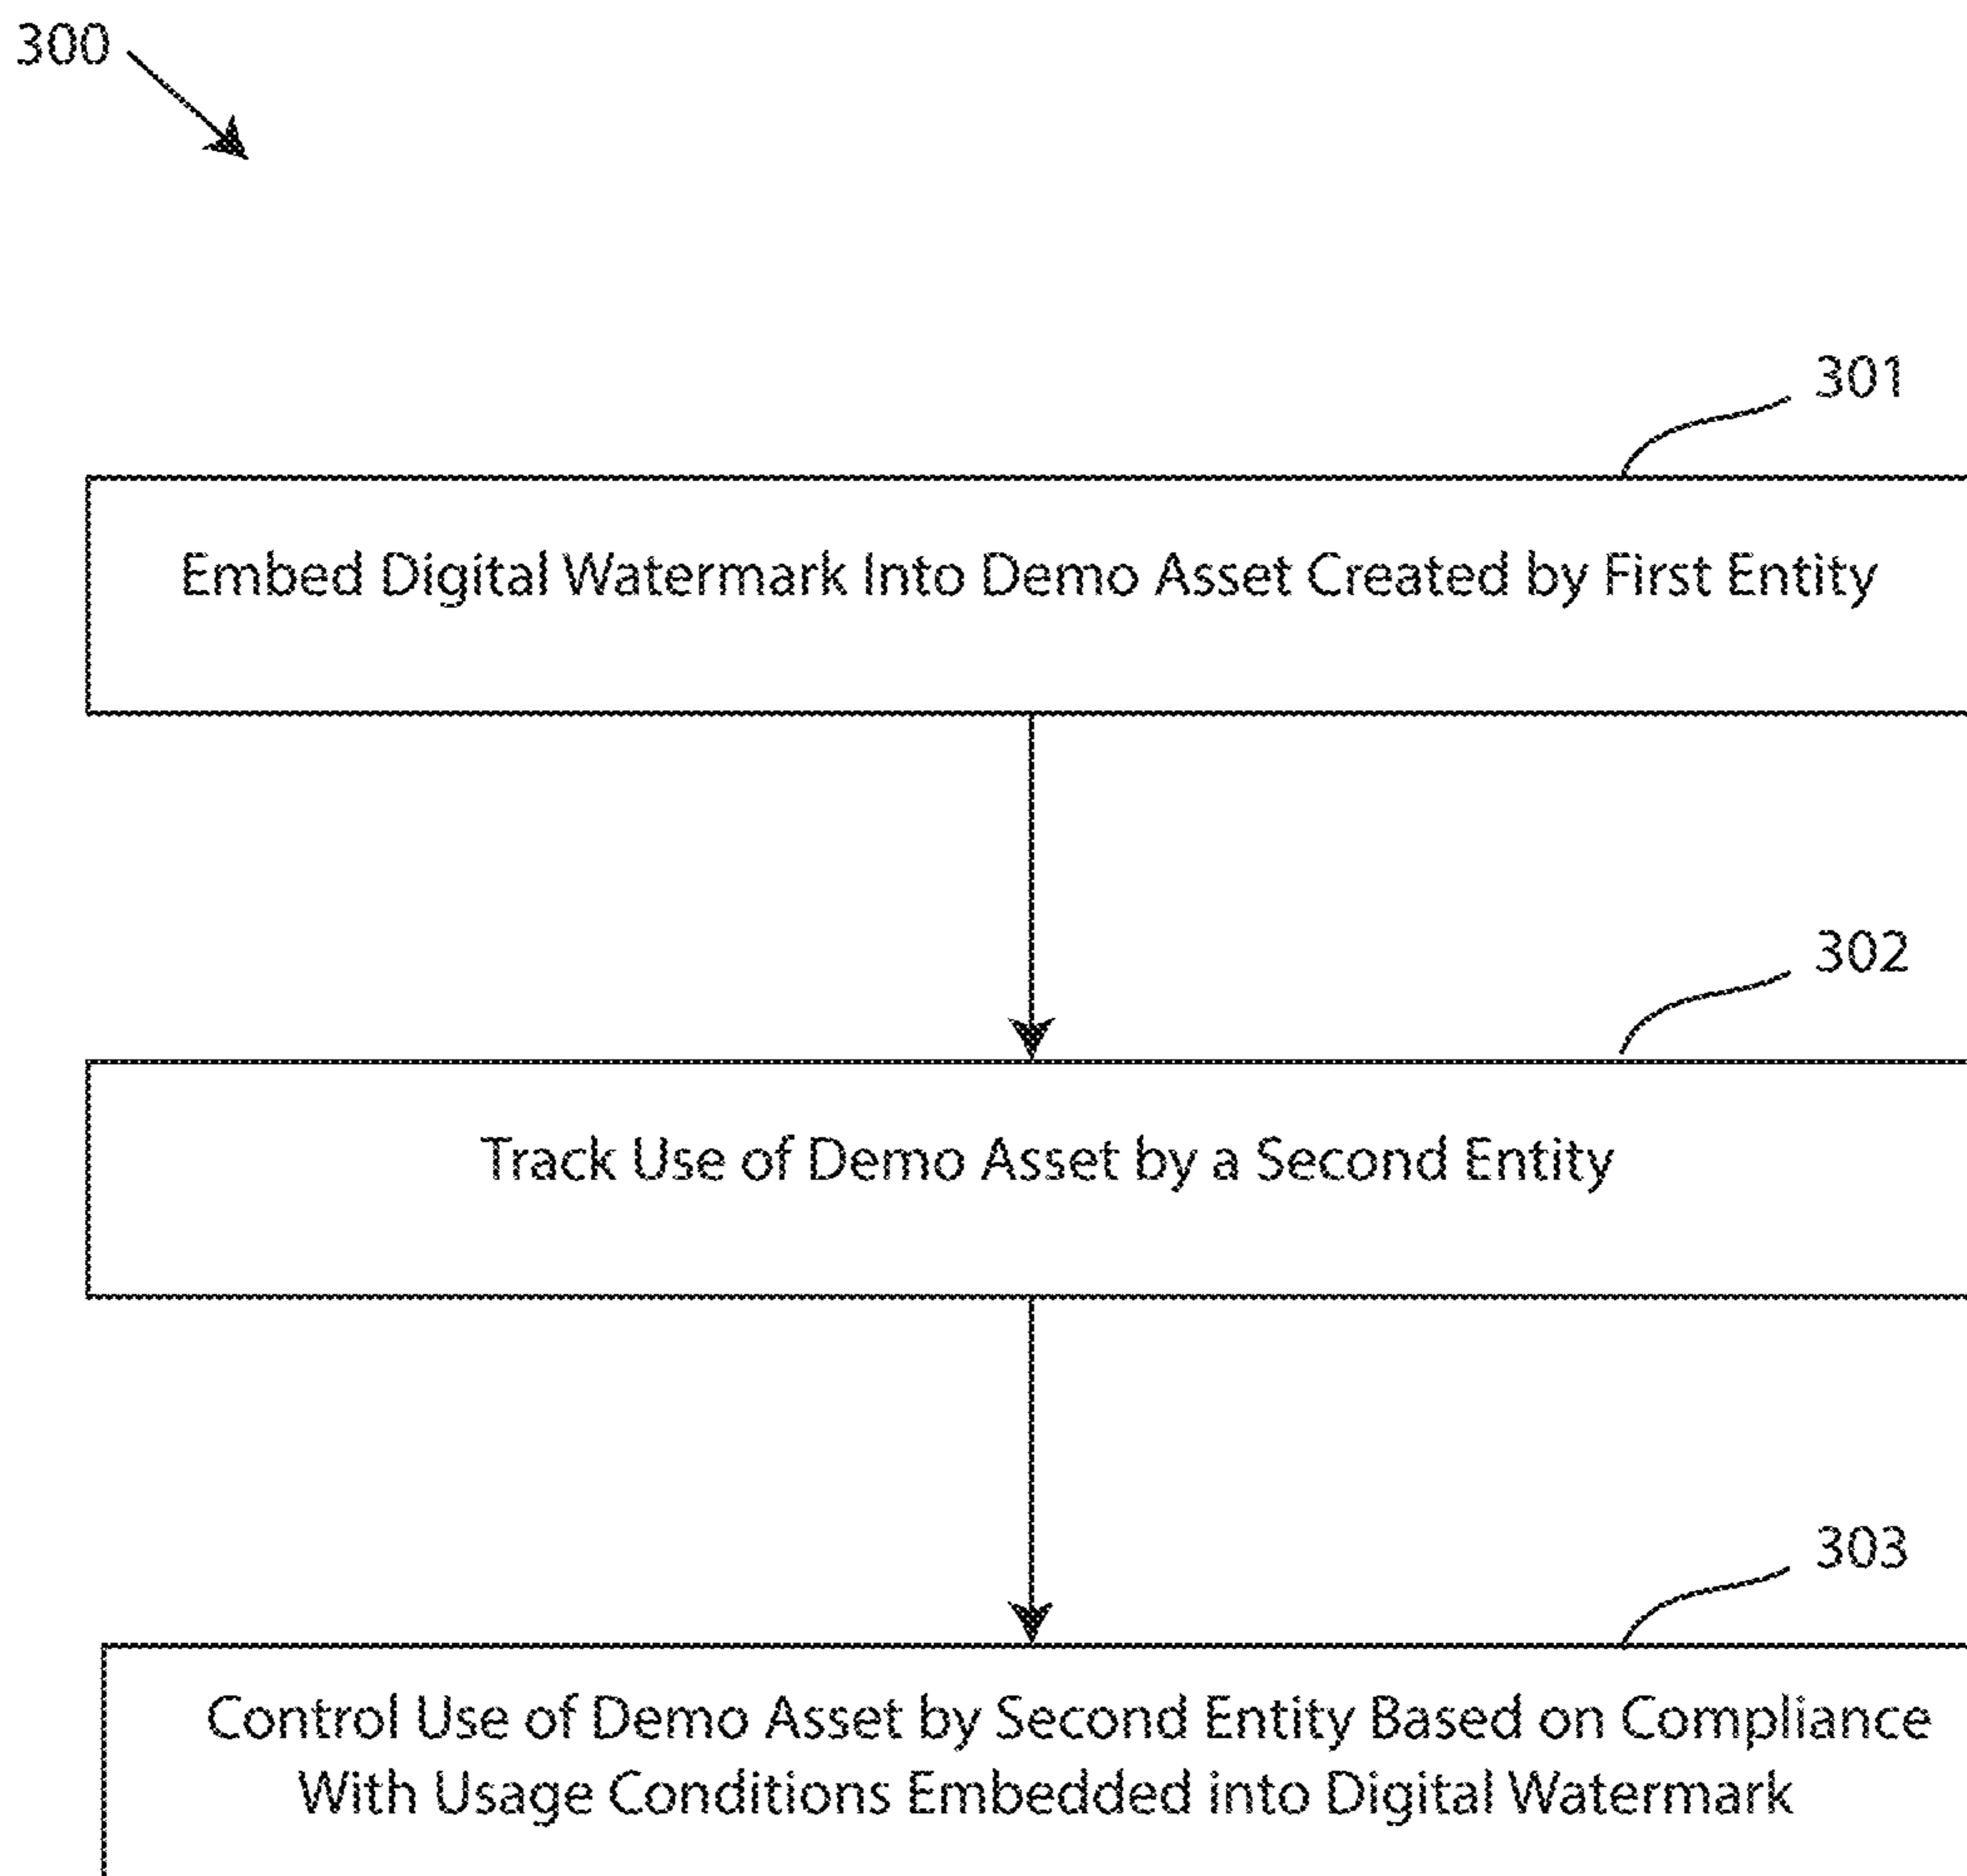 300
301
Embed Digital Watermark Into Demo Asset Created by First Entity
302
Track Use of Demo Asset by a Second Entity
303
Control Use of Demo Asset by Second Entity Based on Compliance
With Usage Conditions Embedded into Digital Watermark